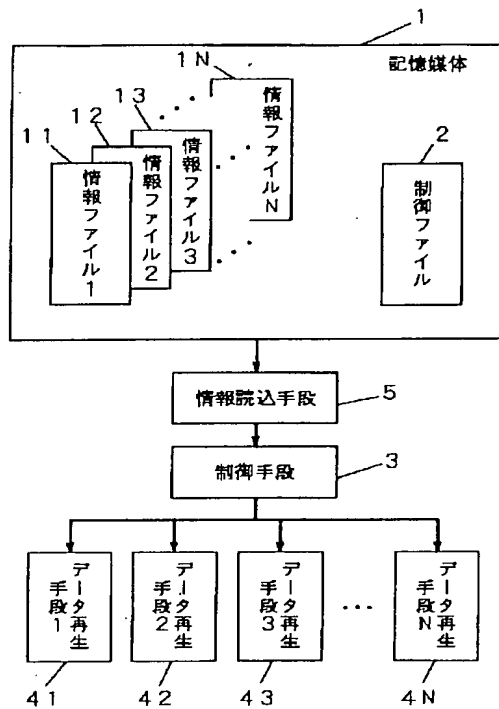 1
記憶媒体
1N
13
12
11
2
情報ファイル1
情報ファイル2
情報ファイル3
情報ファイルN
制御ファイル
情報読込手段
5
制御手段
3
データ再生
手段1
データ再生
手段2
データ再生
手段3
データ再生
手段N
41
42
43
4N